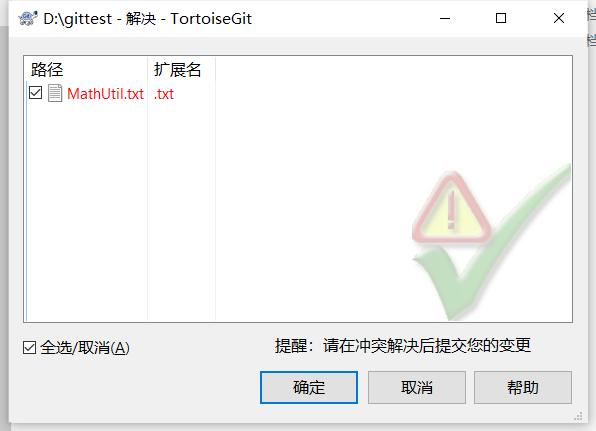 D:\gittest - 解决 - TortoiseGit
路径 扩展名
MathUtil.txt .txt
全选/取消(A)
提醒：请在冲突解决后提交您的变更
确定 取消 帮助